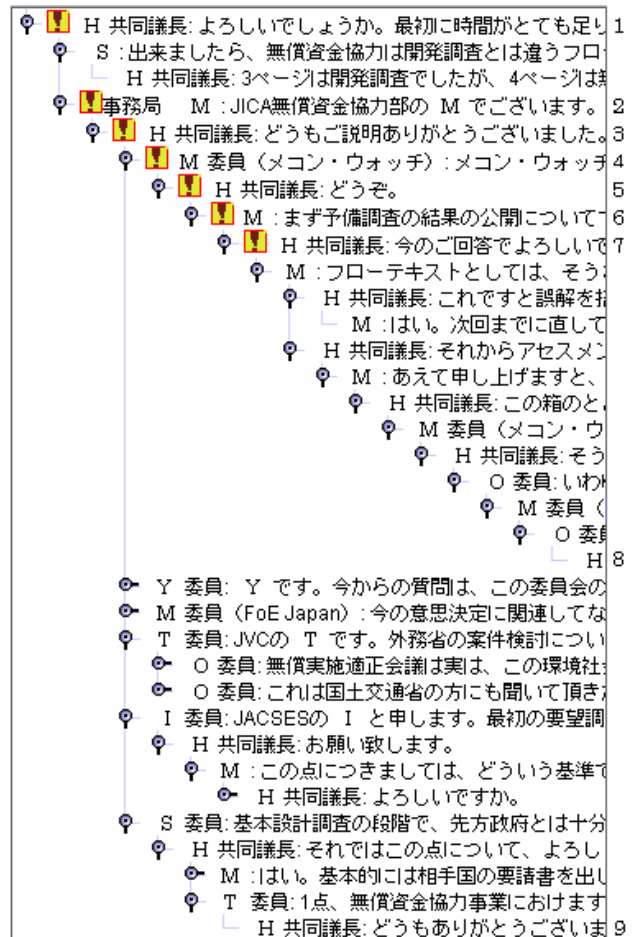 H 共同議長: よろしいでしょうか。最初に時間がとても足り 1
S :出来ましたら、無償資金協力は開発調査とは違うフロ
H 共同議長: 3ページは開発調査でしたが、4ページは
事務局 M :JICA無償資金協力部の M でございます。 2
H 共同議長: どうもご説明ありがとうございました。 3
M 委員（メコン・ウォッチ）: メコン・ウォッチ 4
H 共同議長: どうぞ。 5
M : まず予備調査の結果の公開について 6
H 共同議長: 今のご回答でよろしいで 7
M :フローテキストとしては、そう
H 共同議長: これですと誤解を
M :はい。次回までに直して
H 共同議長: それからアセスメン
M :あえて申し上げますと、
H 共同議長: この箱のと
M 委員（メコン・ウ
H 共同議長: そう
O 委員: いわ
M 委員（
O 委員
H 8
Y 委員: Y です。今からの質問は、この委員会の
M 委員（FoE Japan）: 今の意思決定に関連してな
T 委員: JVCの T です。外務省の案件検討につい
O 委員: 無償実施適正会議は実は、この環境社
O 委員: これは国土交通省の方にも聞いて頂き
I 委員: JACSESの I と申します。最初の要望調
H 共同議長: お願い致します。
M :この点につきましては、どういう基準で
H 共同議長: よろしいですか。
S 委員: 基本設計調査の段階で、先方政府とは十分
H 共同議長: それではこの点について、よろし
M :はい。基本的には相手国の要請書を出し
T 委員: 1点、無償資金協力事業におけます
H 共同議長: どうもありがとうございま 9